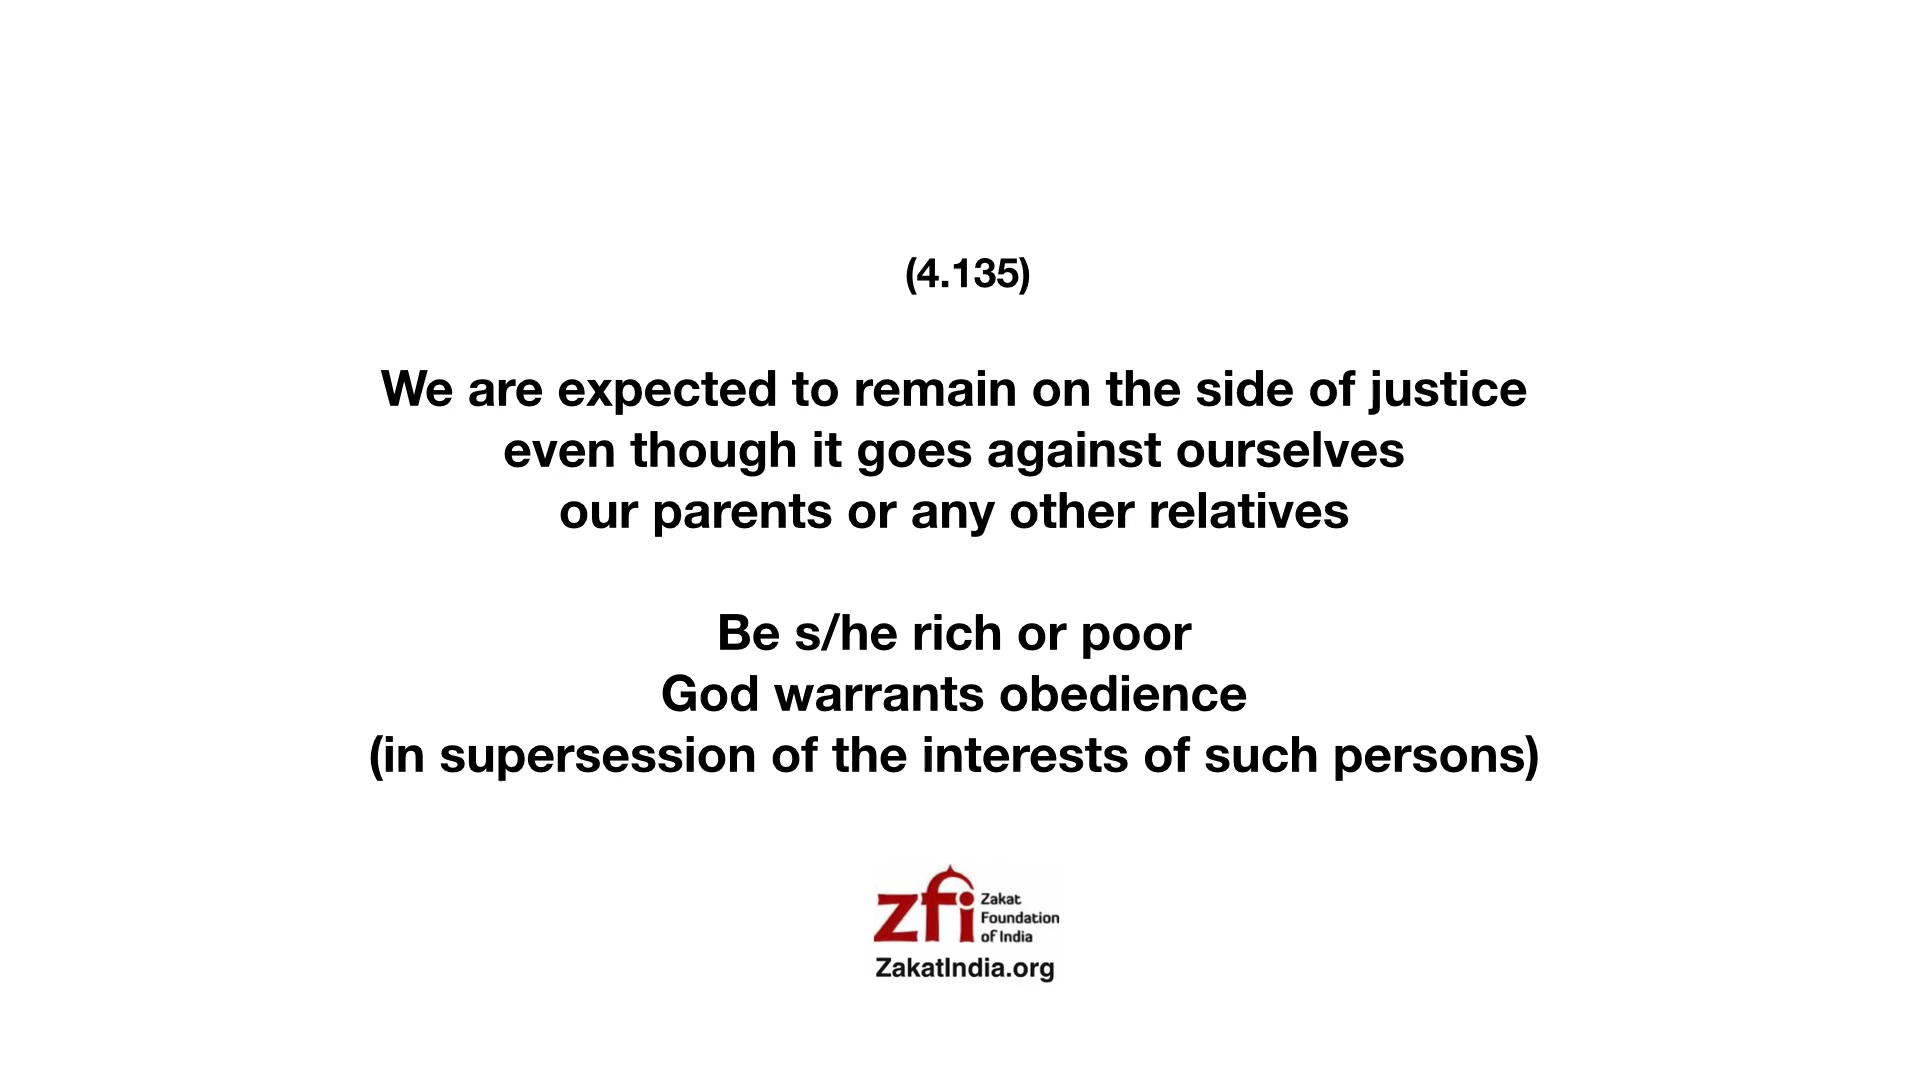 (4.135)
We are expected to remain on the side of justice
even though it goes against ourselves
our parents or any other relatives
Be s/he rich or poor
God warrants obedience
(in supersession of the interests of such persons)
zfi
Zakat
Foundation
of India
ZakatIndia.org